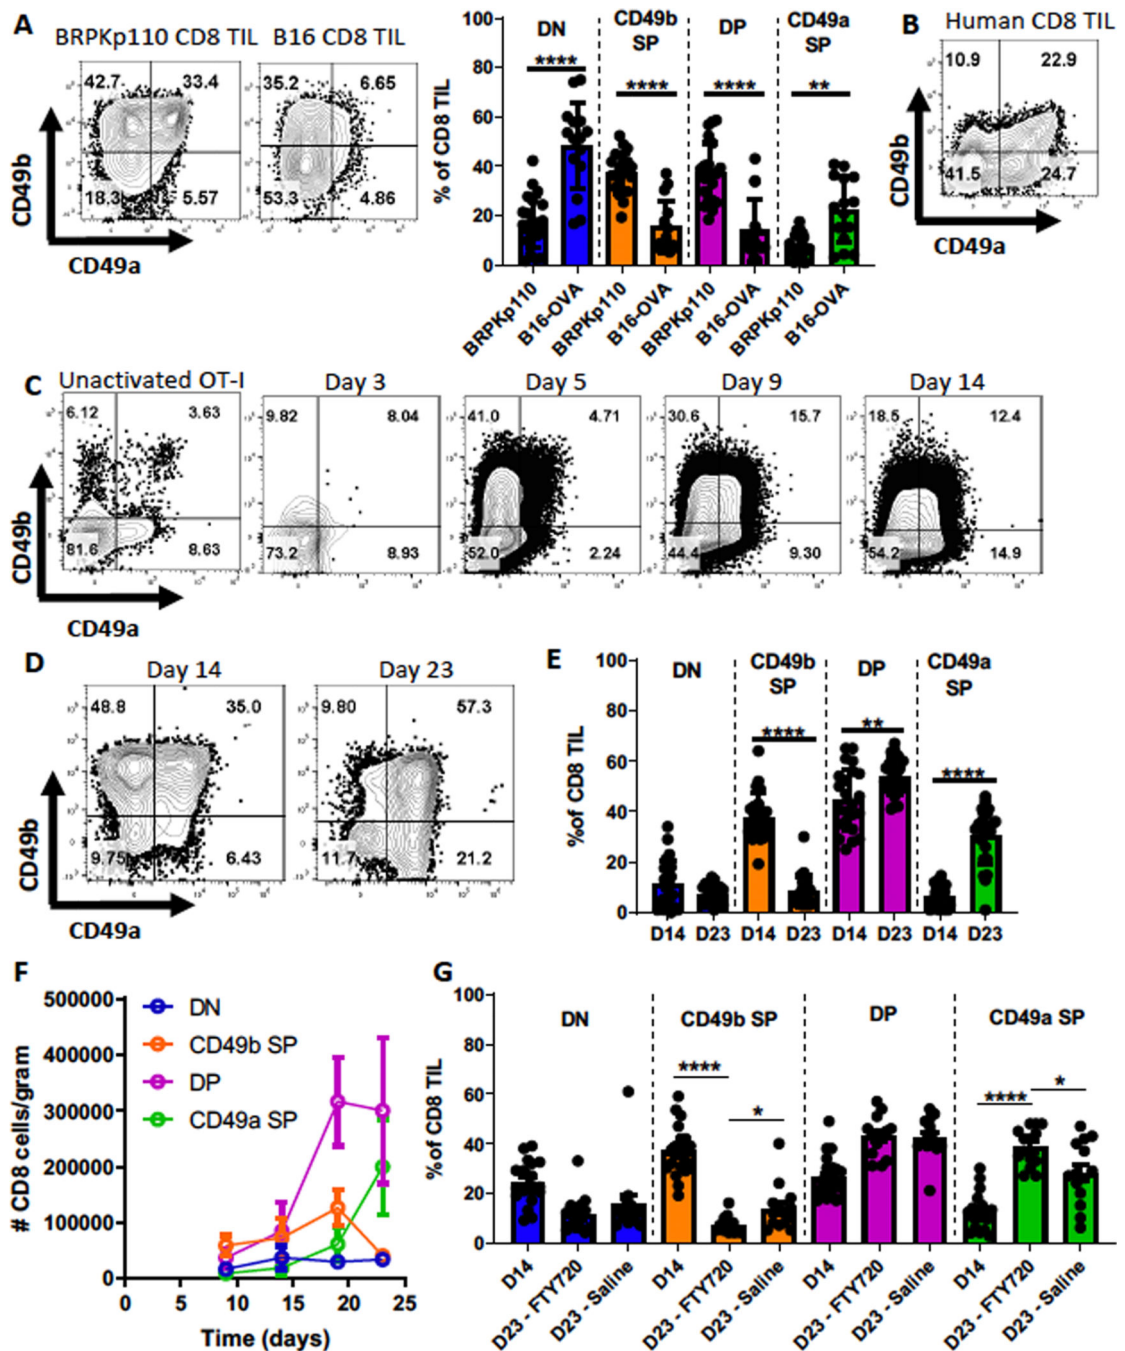 A
BRPKp110 CD8 TIL
B16 CD8 TIL
42.7
33.4
18.3
5.57
35.2
6.65
53.3
4.86
CD49b
CD49a
% of CD8 TIL
100
80
60
40
20
0
DN
CD49b
SP
DP
CD49a
SP
****
****
****
**
BRPKp110
B16-OVA
BRPKp110
B16-OVA
BRPKp110
B16-OVA
BRPKp110
B16-OVA
B
Human CD8 TIL
10.9
22.9
41.5
24.7
CD49b
CD49a
C
Unactivated OT-I
Day 3
Day 5
Day 9
Day 14
6.12
3.63
81.6
8.63
9.82
8.04
73.2
8.93
41.0
4.71
52.0
2.24
30.6
15.7
44.4
9.30
18.5
12.4
54.2
14.9
CD49b
CD49a
D
Day 14
Day 23
48.8
35.0
9.75
6.43
9.80
57.3
11.7
21.2
CD49b
CD49a
E
%of CD8 TIL
100
80
60
40
20
0
DN
CD49b
SP
DP
CD49a
SP
****
**
****
D14
D23
D14
D23
D14
D23
D14
D23
F
# CD8 cells/gram
500000
400000
300000
200000
100000
0
DN
CD49b SP
DP
CD49a SP
0
5
10
15
20
25
Time (days)
G
%of CD8 TIL
100
80
60
40
20
0
DN
CD49b SP
DP
CD49a SP
****
*
****
*
D14
D23 - FTY720
D23 - Saline
D14
D23 - FTY720
D23 - Saline
D14
D23 - FTY720
D23 - Saline
D14
D23 - FTY720
D23 - Saline